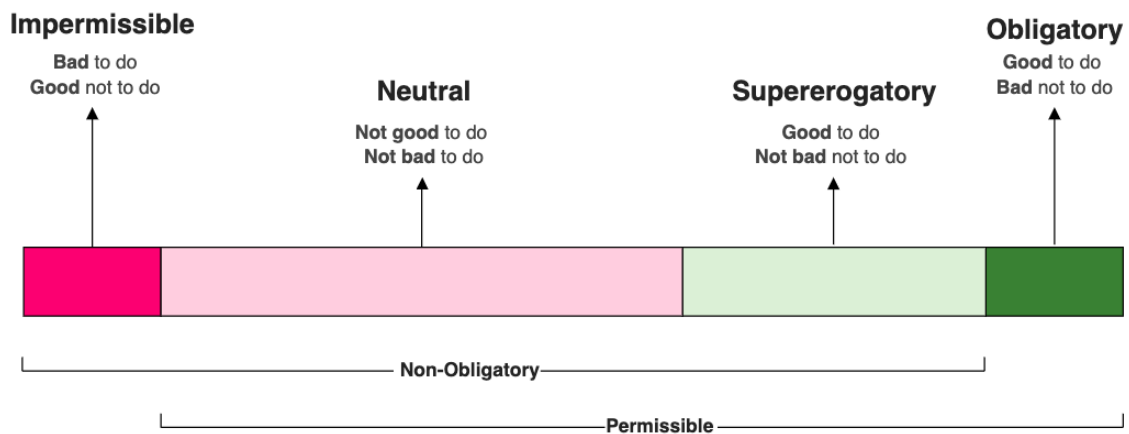 Impermissible
Bad to do
Good not to do
Neutral
Not good to do
Not bad to do
Supererogatory
Good to do
Not bad not to do
Obligatory
Good to do
Bad not to do
Non-Obligatory
Permissible